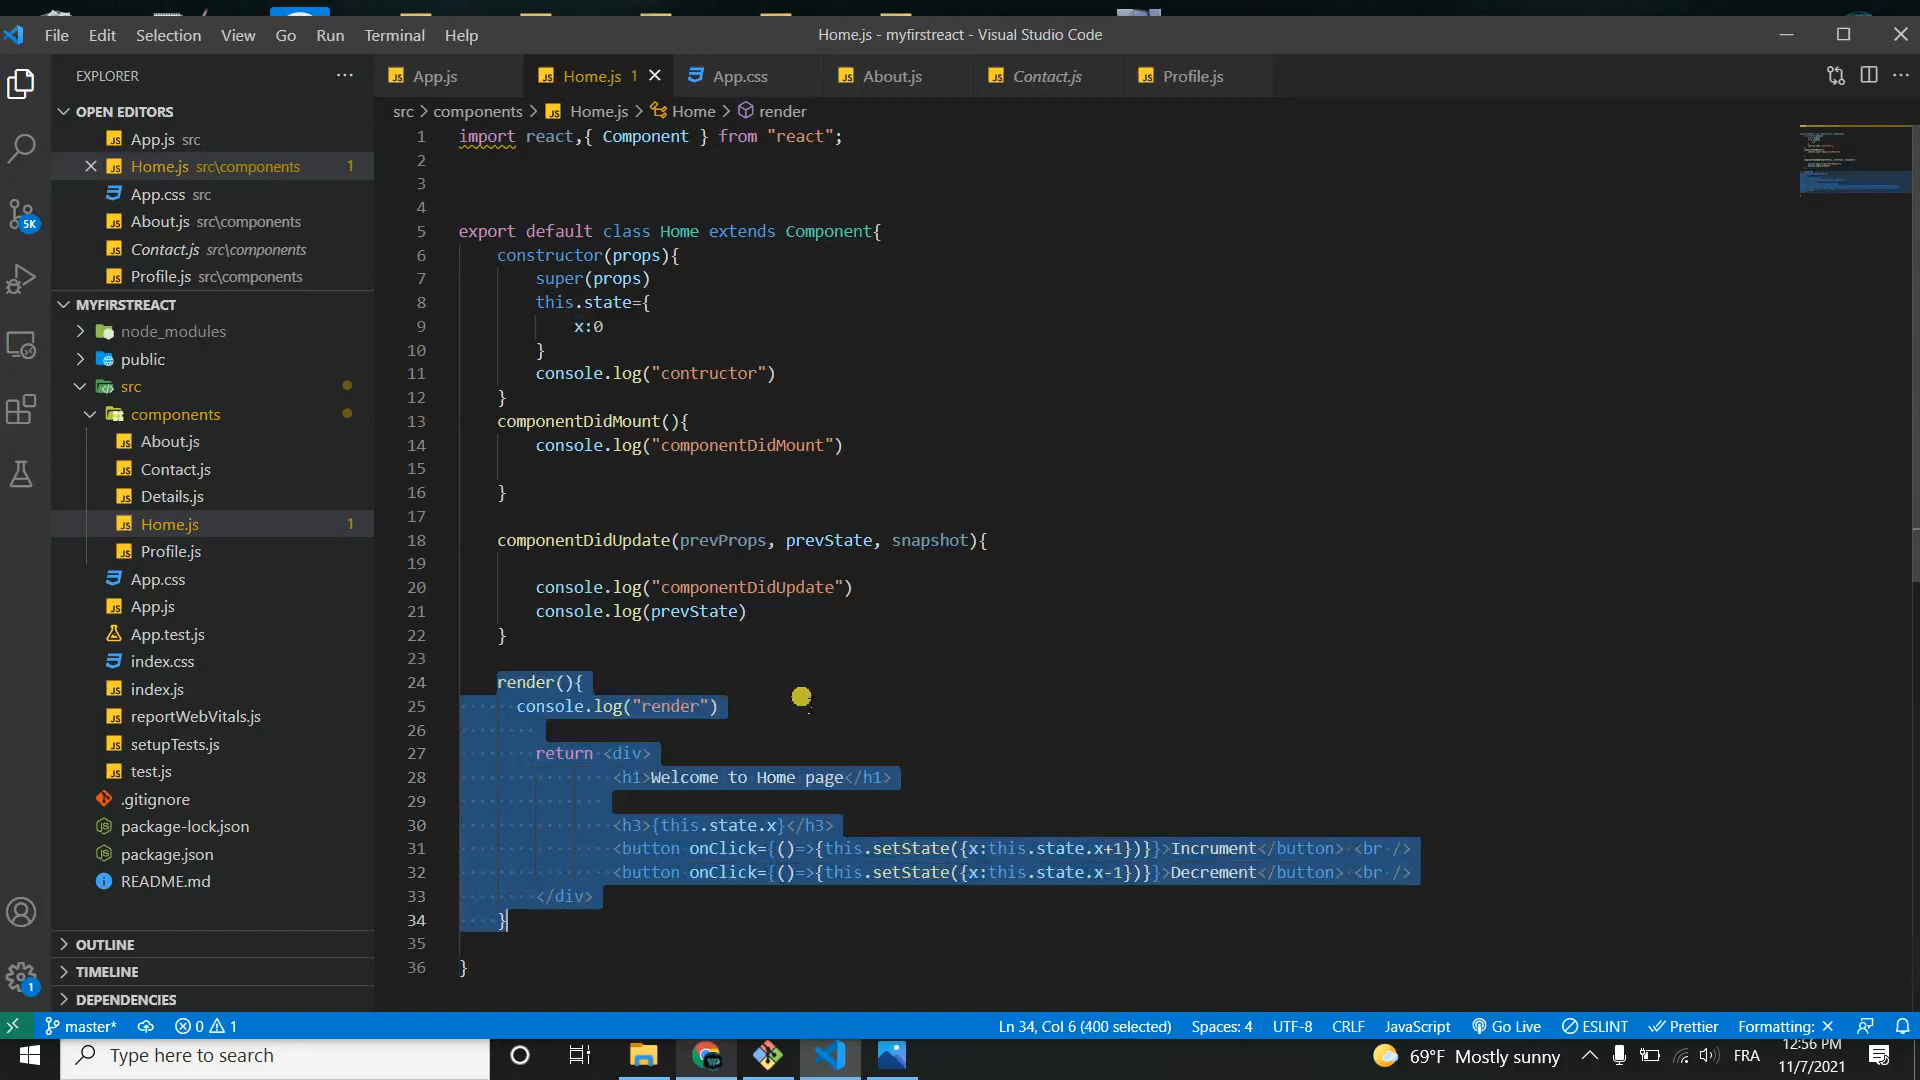 File Edit Selection View Go Run Terminal Help
Home.js - myfirstreact - Visual Studio Code
EXPLORER
App.js
Home.js 1
App.css
About.js
Contact.js
Profile.js
OPEN EDITORS
App.js src
Home.js src\components 1
App.css src
About.js src\components
Contact.js src\components
Profile.js src\components
MYFIRSTREACT
node_modules
public
src
components
About.js
Contact.js
Details.js
Home.js 1
Profile.js
App.css
App.js
App.test.js
index.css
index.js
reportWebVitals.js
setupTests.js
test.js
.gitignore
package-lock.json
package.json
README.md
OUTLINE
TIMELINE
DEPENDENCIES
5K
1
src > components > Home.js > Home > render
1 import react,{ Component } from "react";
2
3
4
5 export default class Home extends Component{
6 constructor(props){
7 super(props)
8 this.state={
9 x:0
10 }
11 console.log("contructor")
12 }
13 componentDidMount(){
14 console.log("componentDidMount")
15
16 }
17
18 componentDidUpdate(prevProps, prevState, snapshot){
19
20 console.log("componentDidUpdate")
21 console.log(prevState)
22 }
23
24 render(){
25 console.log("render")
26
27 return <div>
28 <h1>Welcome to Home page</h1>
29
30 <h3>{this.state.x}</h3>
31 <button onClick={()=>{this.setState({x:this.state.x+1})}}>Incrument</button> <br />
32 <button onClick={()=>{this.setState({x:this.state.x-1})}}>Decrement</button> <br />
33 </div>
34 }
35
36 }
master* 0 1 Ln 34, Col 6 (400 selected) Spaces: 4 UTF-8 CRLF JavaScript Go Live ESLINT Prettier Formatting: ×
Type here to search
69°F Mostly sunny
FRA
12:56 PM
11/7/2021